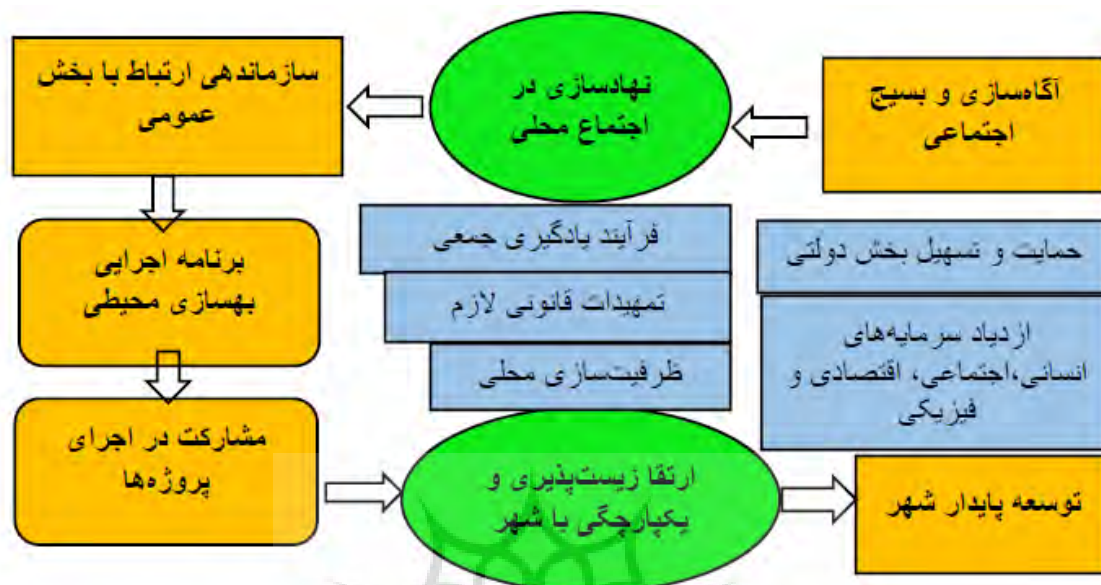 آگاه‌سازی و بسیج
اجتماعی
نهادسازی در
اجتماع محلی
سازماندهی ارتباط با بخش
عمومی
برنامه اجرایی
بهسازی محیطی
مشارکت در اجرای
پروژه‌ها
حمایت و تسهیل بخش دولتی
ازدیاد سرمایه‌های
انسانی،اجتماعی، اقتصادی و
فیزیکی
فرآیند یادگیری جمعی
تمهیدات قانونی لازم
ظرفیت‌سازی محلی
ارتقا زیست‌پذیری و
یکپارچگی با شهر
توسعه پایدار شهر